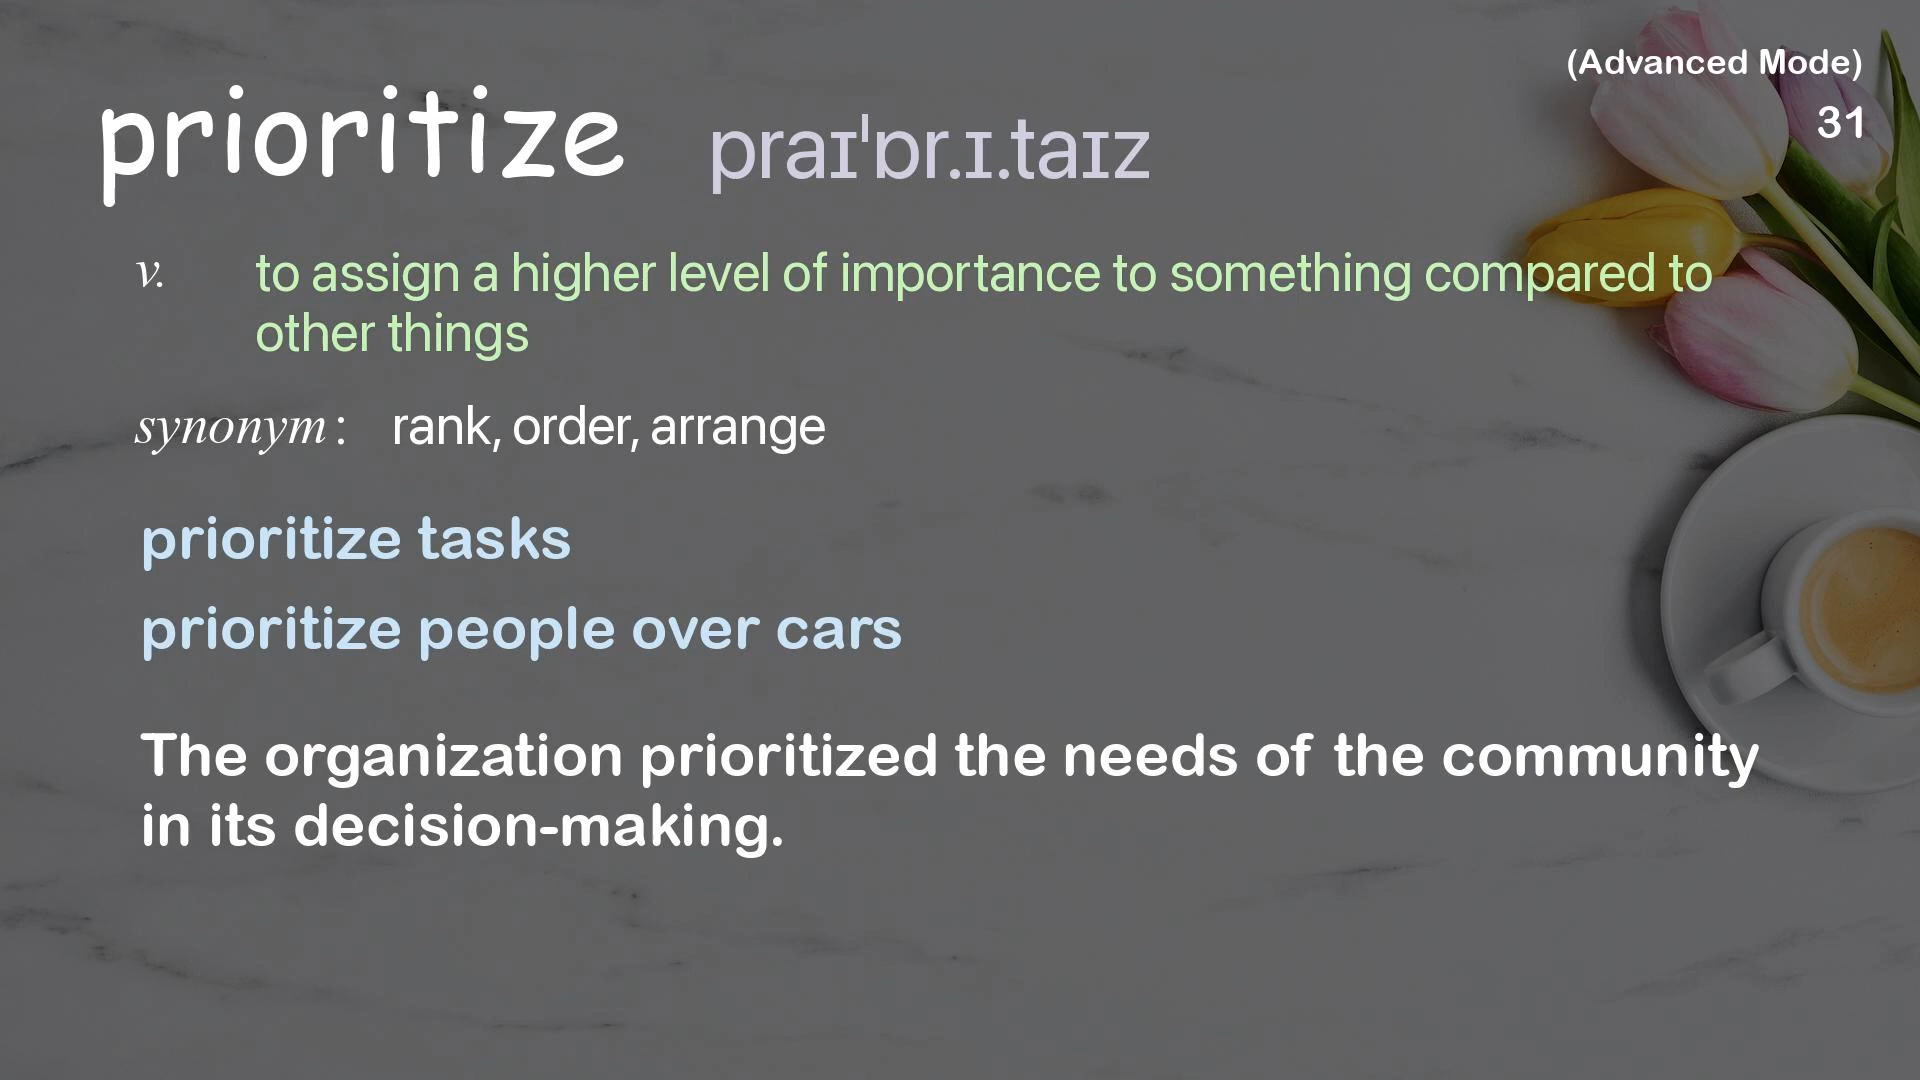 (Advanced Mode)
31
prioritize praɪˈɒr.ɪ.taɪz
v. to assign a higher level of importance to something compared to
other things
synonym: rank, order, arrange
prioritize tasks
prioritize people over cars
The organization prioritized the needs of the community
in its decision-making.